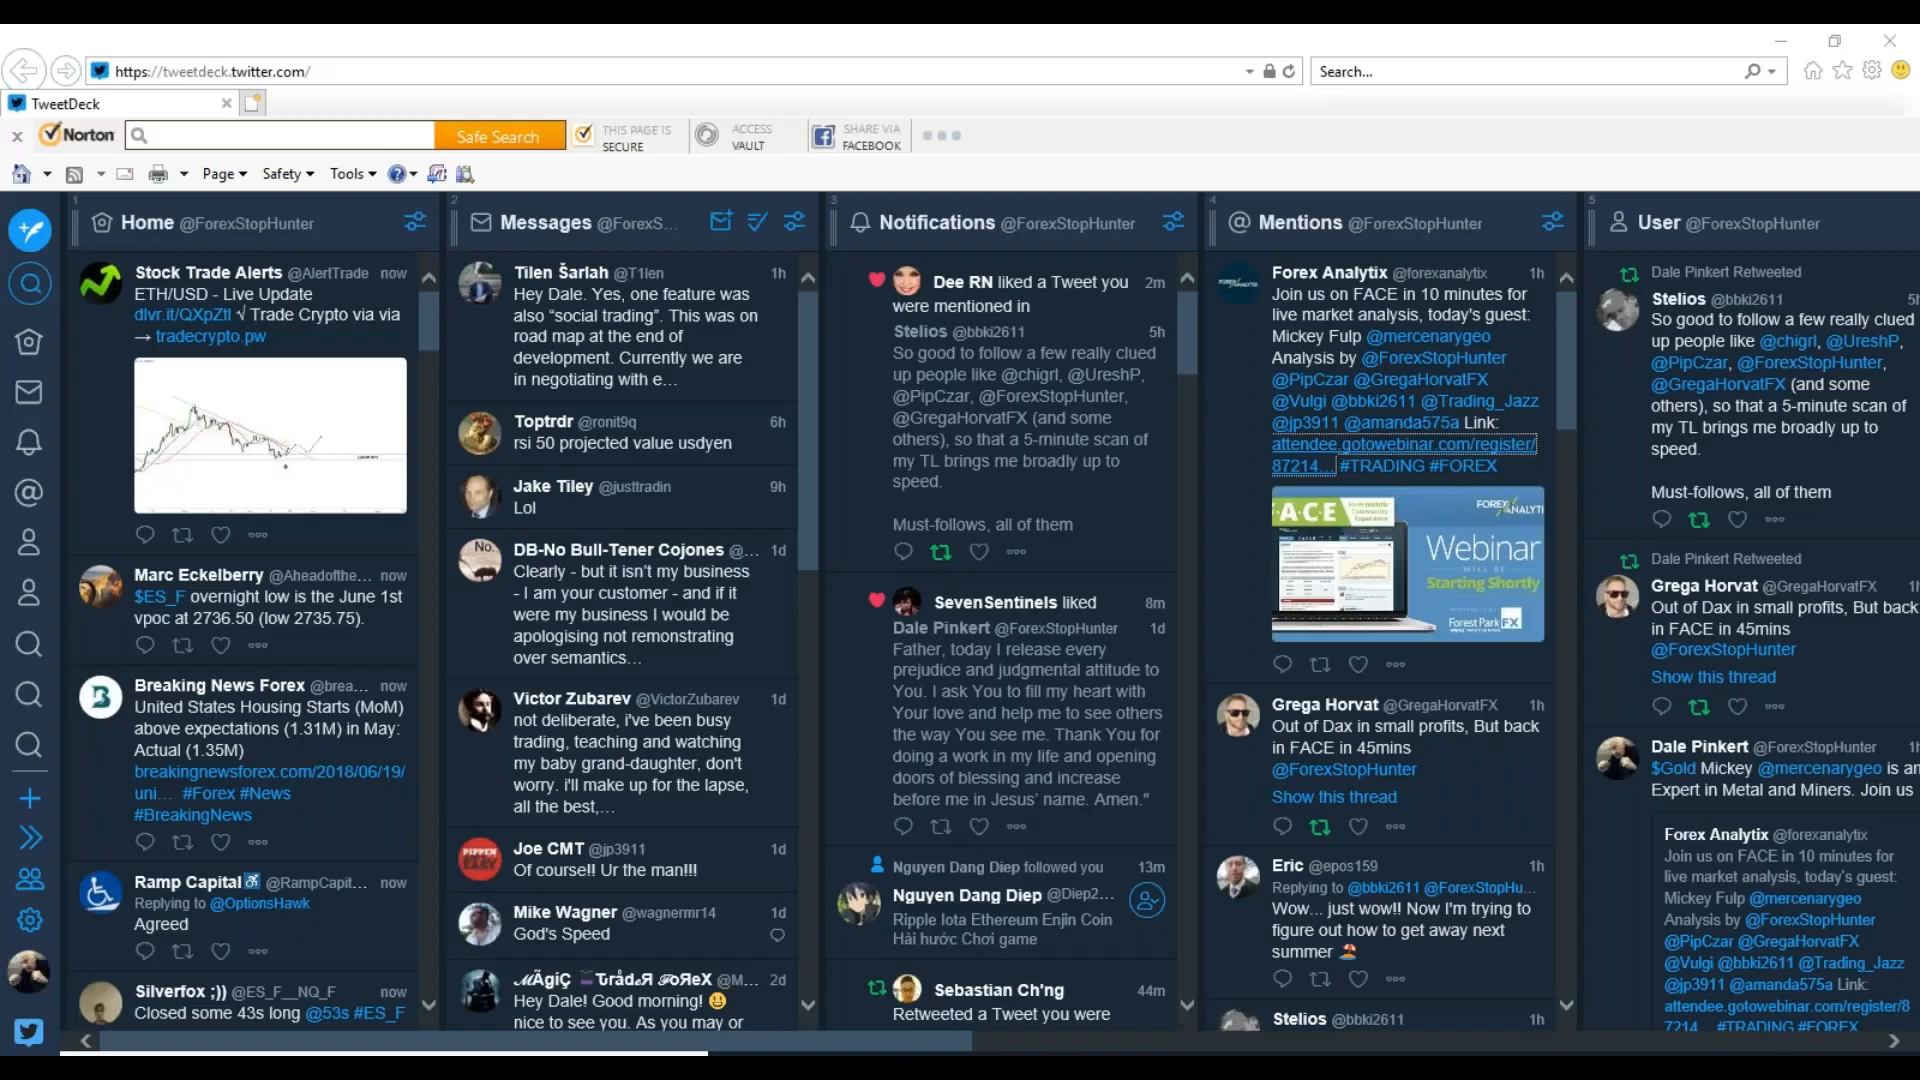 https://tweetdeck.twitter.com/
Search...
TweetDeck
Norton
Safe Search
THIS PAGE IS
SECURE
ACCESS
VAULT
SHARE VIA
FACEBOOK
Page
Safety
Tools
1
Home @ForexStopHunter
Stock Trade Alerts @AlertTrade now
ETH/USD - Live Update
dlvr.it/QXpZtl √ Trade Crypto via via
→ tradecrypto.pw
Marc Eckelberry @Aheadofthe... now
$ES_F overnight low is the June 1st
vpoc at 2736.50 (low 2735.75).
Breaking News Forex @brea... now
United States Housing Starts (MoM)
above expectations (1.31M) in May:
Actual (1.35M)
breakingnewsforex.com/2018/06/19/
uni... #Forex #News
#BreakingNews
Ramp Capital @RampCapit... now
Replying to @OptionsHawk
Agreed
Silverfox ;)) @ES_F__NQ_F now
Closed some 43s long @53s #ES_F
2
Messages @ForexS...
Tilen Šarlah @T1len 1h
Hey Dale. Yes, one feature was
also “social trading”. This was on
road map at the end of
development. Currently we are
in negotiating with e...
Toptrdr @ronit9q 6h
rsi 50 projected value usdyen
Jake Tiley @justtradin 9h
Lol
No.
DB-No Bull-Tener Cojones @... 1d
Clearly - but it isn’t my business
- I am your customer - and if it
were my business I would be
apologising not remonstrating
over semantics...
Victor Zubarev @VictorZubarev 1d
not deliberate, i've been busy
trading, teaching and watching
my baby grand-daughter, don't
worry. i'll make up for the lapse,
all the best,...
PIPPEN
EASY
Joe CMT @jp3911 1d
Of course!! Ur the man!!!
Mike Wagner @wagnermr14 1d
God's Speed
@M... 2d
Hey Dale! Good morning! 😃
nice to see you. As you may or
3
Notifications @ForexStopHunter
Dee RN liked a Tweet you 2m
were mentioned in
Stelios @bbki2611 5h
So good to follow a few really clued
up people like @chigrl, @UreshP,
@PipCzar, @ForexStopHunter,
@GregaHorvatFX (and some
others), so that a 5-minute scan of
my TL brings me broadly up to
speed.
Must-follows, all of them
SevenSentinels liked 8m
Dale Pinkert @ForexStopHunter 1d
Father, today I release every
prejudice and judgmental attitude to
You. I ask You to fill my heart with
Your love and help me to see others
the way You see me. Thank You for
doing a work in my life and opening
doors of blessing and increase
before me in Jesus’ name. Amen."
Nguyen Dang Diep followed you 13m
Nguyen Dang Diep @Diep2...
Ripple Iota Ethereum Enjin Coin
Hài hước Chơi game
Sebastian Ch'ng 44m
Retweeted a Tweet you were
4
Mentions @ForexStopHunter
Forex Analytix @forexanalytix 1h
Join us on FACE in 10 minutes for
live market analysis, today's guest:
Mickey Fulp @mercenarygeo
Analysis by @ForexStopHunter
@PipCzar @GregaHorvatFX
@Vulgi @bbki2611 @Trading_Jazz
@jp3911 @amanda575a Link:
attendee.gotowebinar.com/register/
87214... #TRADING #FOREX
F.A.C.E
FOREX ANALYTI
Webinar
WILL BE
Starting Shortly
Forest Park FX
Grega Horvat @GregaHorvatFX 1h
Out of Dax in small profits, But back
in FACE in 45mins
@ForexStopHunter
Show this thread
Eric @epos159 1h
Replying to @bbki2611 @ForexStopHu...
Wow... just wow!! Now I'm trying to
figure out how to get away next
summer 🏖
Stelios @bbki2611 1h
5
User @ForexStopHunter
Dale Pinkert Retweeted
Stelios @bbki2611 5h
So good to follow a few really clued
up people like @chigrl, @UreshP,
@PipCzar, @ForexStopHunter,
@GregaHorvatFX (and some
others), so that a 5-minute scan of
my TL brings me broadly up to
speed.
Must-follows, all of them
Dale Pinkert Retweeted
Grega Horvat @GregaHorvatFX 1h
Out of Dax in small profits, But back
in FACE in 45mins
@ForexStopHunter
Show this thread
Dale Pinkert @ForexStopHunter 1h
$Gold Mickey @mercenarygeo is an
Expert in Metal and Miners. Join us
Forex Analytix @forexanalytix
Join us on FACE in 10 minutes for
live market analysis, today's guest:
Mickey Fulp @mercenarygeo
Analysis by @ForexStopHunter
@PipCzar @GregaHorvatFX
@Vulgi @bbki2611 @Trading_Jazz
@jp3911 @amanda575a Link:
attendee.gotowebinar.com/register/8
7214... #TRADING #FOREX